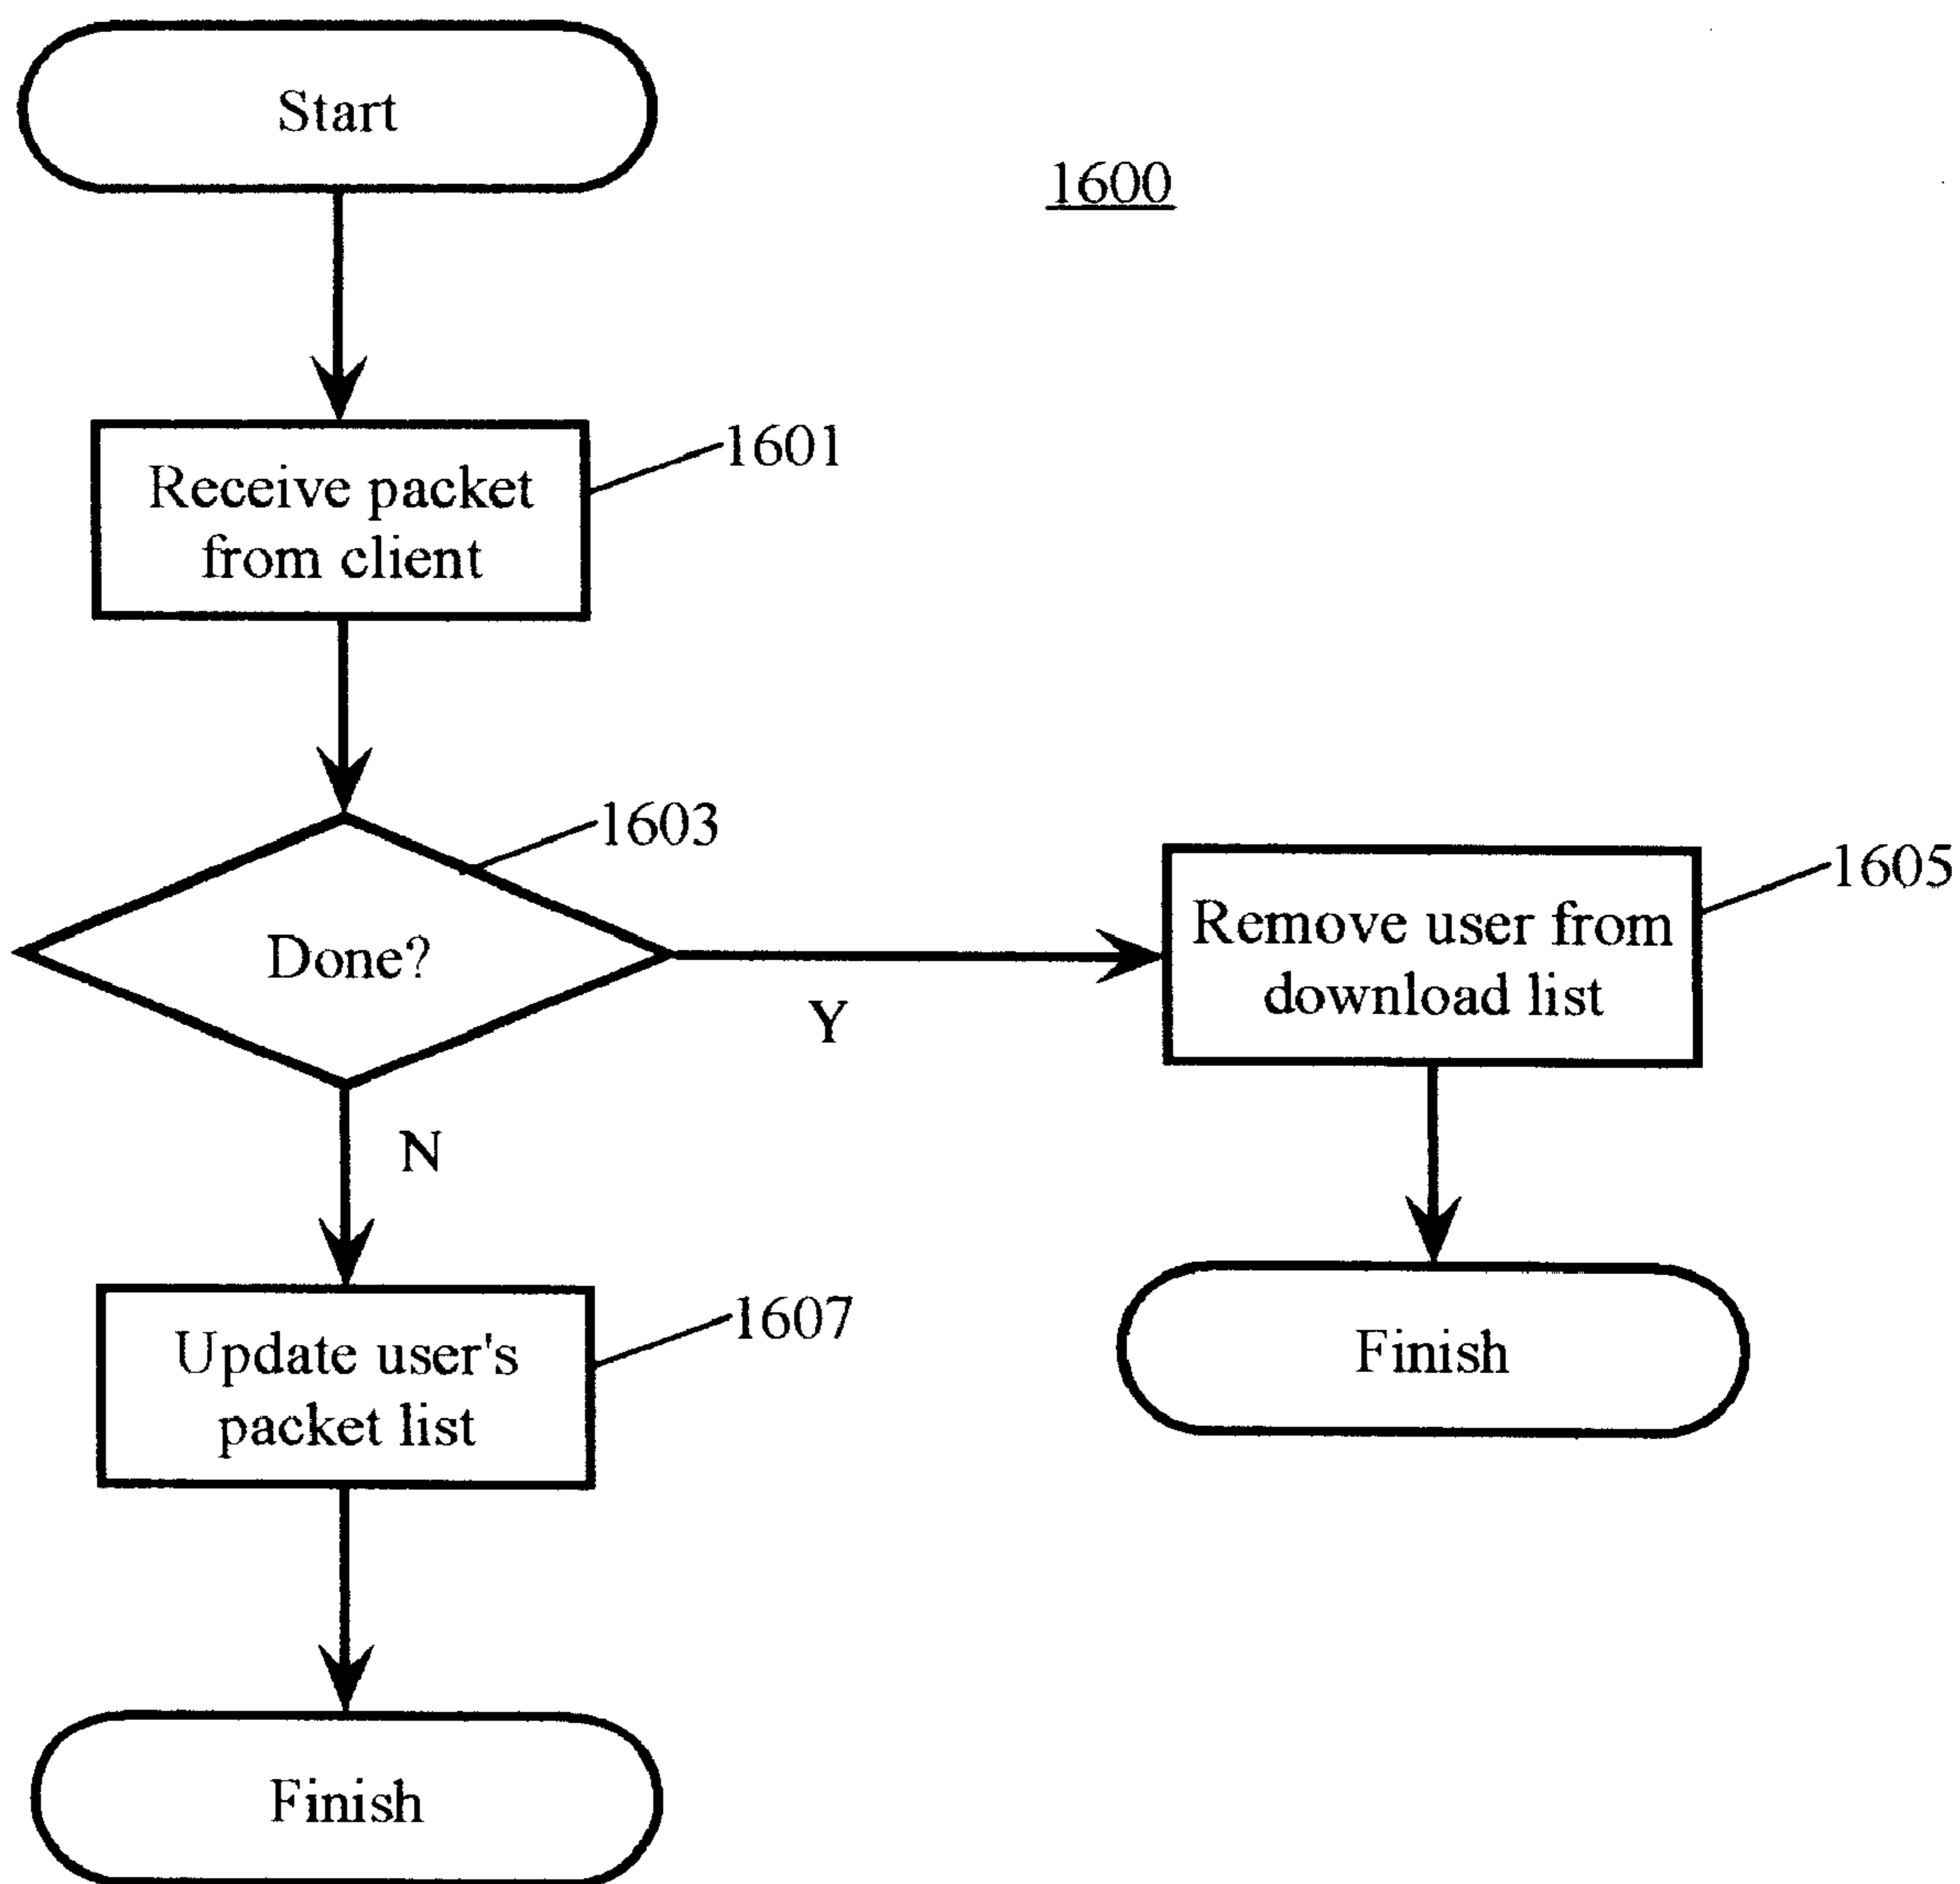 Start
1600
1601
Receive packet
from client
1603
Done?
Y
1605
Remove user from
download list
N
1607
Update user's
packet list
Finish
Finish